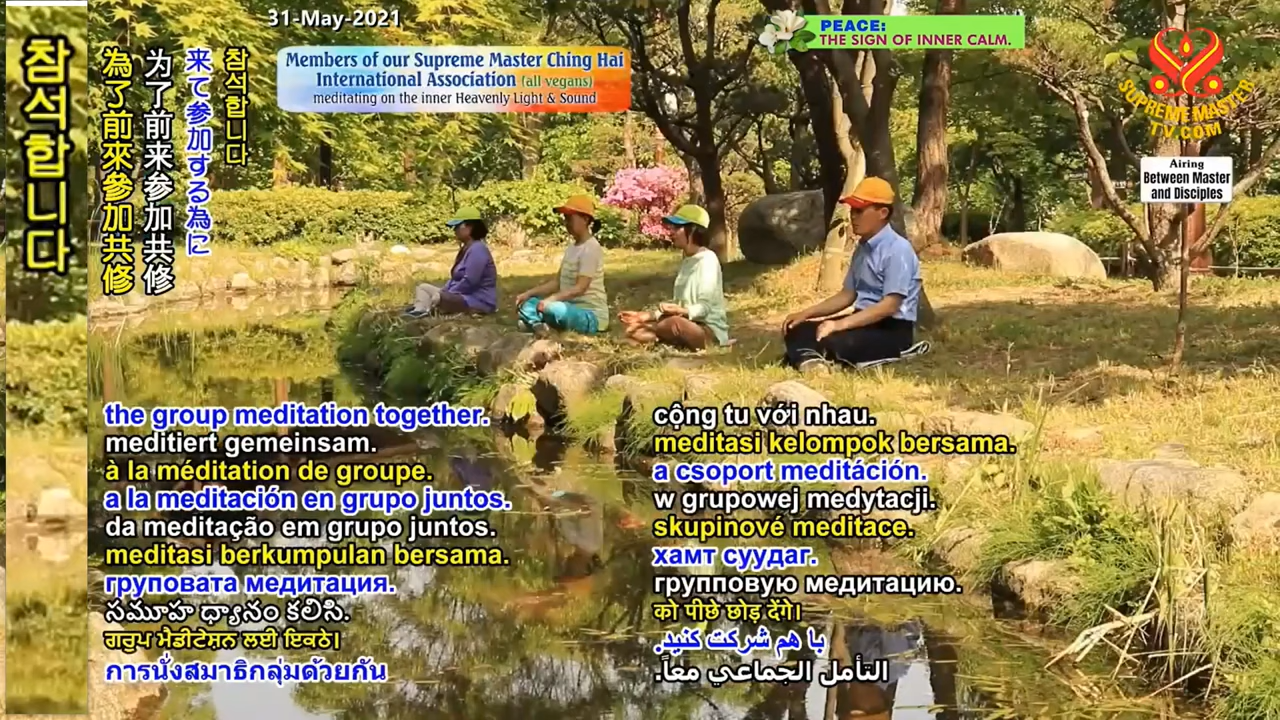 31-May-2021
PEACE:
THE SIGN OF INNER CALM.
Members of our Supreme Master Ching Hai
International Association (all vegans)
meditating on the inner Heavenly Light & Sound
SUPREME MASTER
TV.COM
Airing
Between Master
and Disciples
참석합니다
참석합니다
来て参加する為に
为了前来参加共修
為了前來參加共修
the group meditation together.
meditiert gemeinsam.
à la méditation de groupe.
a la meditación en grupo juntos.
da meditação em grupo juntos.
meditasi berkumpulan bersama.
груповата медитация.
సమూహ ధ్యానం కలిసి.
ਗਰੁਪ ਮੈਡੀਟੇਸ਼ਨ ਲਈ ਇਕਠੇ।
การนั่งสมาธิกลุ่มด้วยกัน
cộng tu với nhau.
meditasi kelompok bersama.
a csoport meditáción.
w grupowej medytacji.
skupinové meditace.
хамт суудаг.
групповую медитацию.
को पीछे छोड़ देंगे।
با هم شرکت کنید.
التأمل الجماعي معاً.